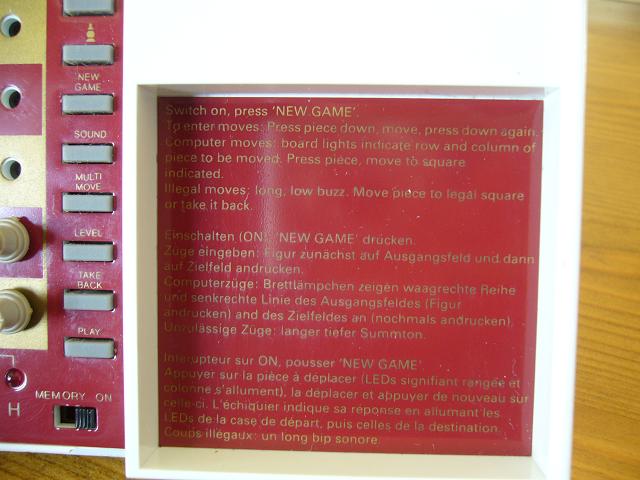 NEW
GAME
SOUND
MULTI
MOVE
LEVEL
TAKE
BACK
PLAY
H
MEMORY ON
Switch on, press 'NEW GAME'.
To enter moves: Press piece down, move, press down again.
Computer moves: board lights indicate row and column of
piece to be moved. Press piece, move to square
indicated.
Illegal moves: long, low buzz. Move piece to legal square
or take it back.
Einschalten (ON), 'NEW GAME' drücken.
Züge eingeben: Figur zunächst auf Ausgangsfeld und dann
auf Zielfeld andrucken.
Computerzüge: Brettlämpchen zeigen waagrechte Reihe
und senkrechte Linie des Ausgangsfeldes (Figur
andrucken) and des Zielfeldes an (nochmals andrucken).
Unzulässige Züge: langer tiefer Summton.
Interupteur sur ON, pousser 'NEW GAME'
Appuyer sur la pièce à déplacer (LEDs signifiant rangée et
colonne s'allument), la déplacer et appuyer de nouveau sur
celle-ci. L'échiquier indique sa réponse en allumant les
LEDs de la case de départ, puis celles de la destination.
Coups illégaux: un long bip sonore.